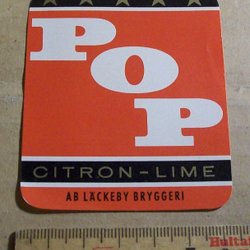 POP
CITRON-LIME
AB LÄCKEBY BRYGGERI